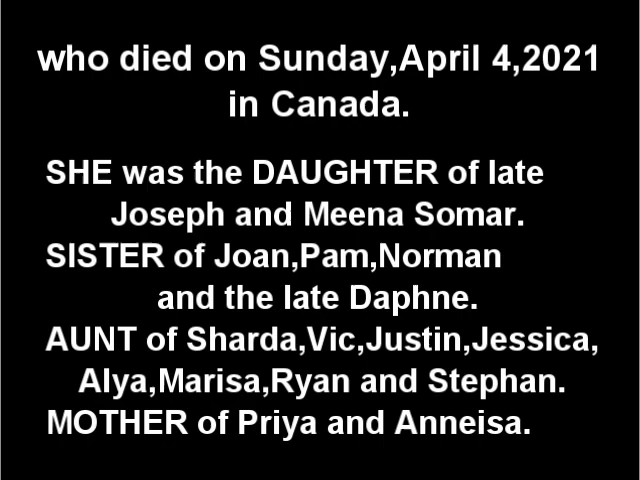 who died on Sunday,April 4,2021
in Canada.
SHE was the DAUGHTER of late
Joseph and Meena Somar.
SISTER of Joan,Pam,Norman
and the late Daphne.
AUNT of Sharda,Vic,Justin,Jessica,
Alya,Marisa,Ryan and Stephan.
MOTHER of Priya and Anneisa.